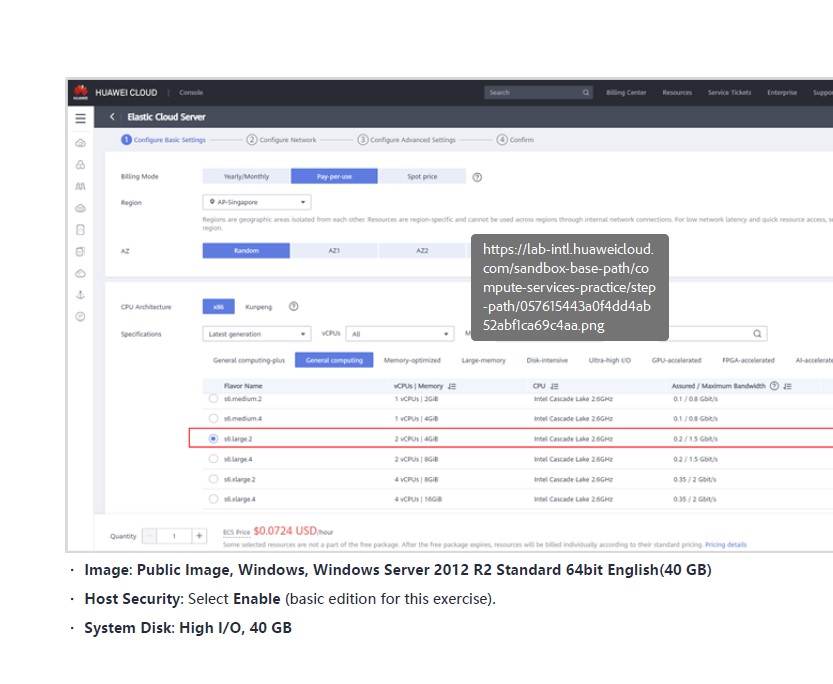 HUAWEI
HUAWEI CLOUD | Console Search Billing Center Resources Service Tickets Enterprise
Elastic Cloud Server
1 Configure Basic Settings 2 Configure Network 3 Configure Advanced Settings 4 Confirm
Billing Mode Yearly/Monthly Pay-per-use Spot price
Region AP-Singapore
Regions are geographic areas isolated from each other. Resources are region-specific and cannot be used across regions through internal network connections. For low network latency and quick resource access,
region.
AZ Random AZ1 AZ2
https://lab-intl.huaweicloud.
com/sandbox-base-path/co
mpute-services-practice/step
-path/057615443a0f4dd4ab
52abf1ca69c4aa.png
CPU Architecture x86 Kunpeng
Specifications Latest generation vCPUs All
General computing-plus General computing Memory-optimized Large-memory Disk-intensive Ultra-high I/O GPU-accelerated FPGA-accelerated
Flavor Name vCPUs | Memory CPU Assured / Maximum Bandwidth
s6.medium.2 1 vCPUs | 2GiB Intel Cascade Lake 2.6GHz 0.1 / 0.8 Gbit/s
s6.medium.4 1 vCPUs | 4GiB Intel Cascade Lake 2.6GHz 0.1 / 0.8 Gbit/s
s6.large.2 2 vCPUs | 4GiB Intel Cascade Lake 2.6GHz 0.2 / 1.5 Gbit/s
s6.large.4 2 vCPUs | 8GiB Intel Cascade Lake 2.6GHz 0.2 / 1.5 Gbit/s
s6.xlarge.2 4 vCPUs | 8GiB Intel Cascade Lake 2.6GHz 0.35 / 2 Gbit/s
s6.xlarge.4 4 vCPUs | 16GiB Intel Cascade Lake 2.6GHz 0.35 / 2 Gbit/s
Quantity - 1 + ECS Price $0.0724 USD/hour
Some selected resources are not a part of the free package. After the free package expires, resources will be billed individually according to their standard pricing. Pricing details
· Image: Public Image, Windows, Windows Server 2012 R2 Standard 64bit English(40 GB)
· Host Security: Select Enable (basic edition for this exercise).
· System Disk: High I/O, 40 GB